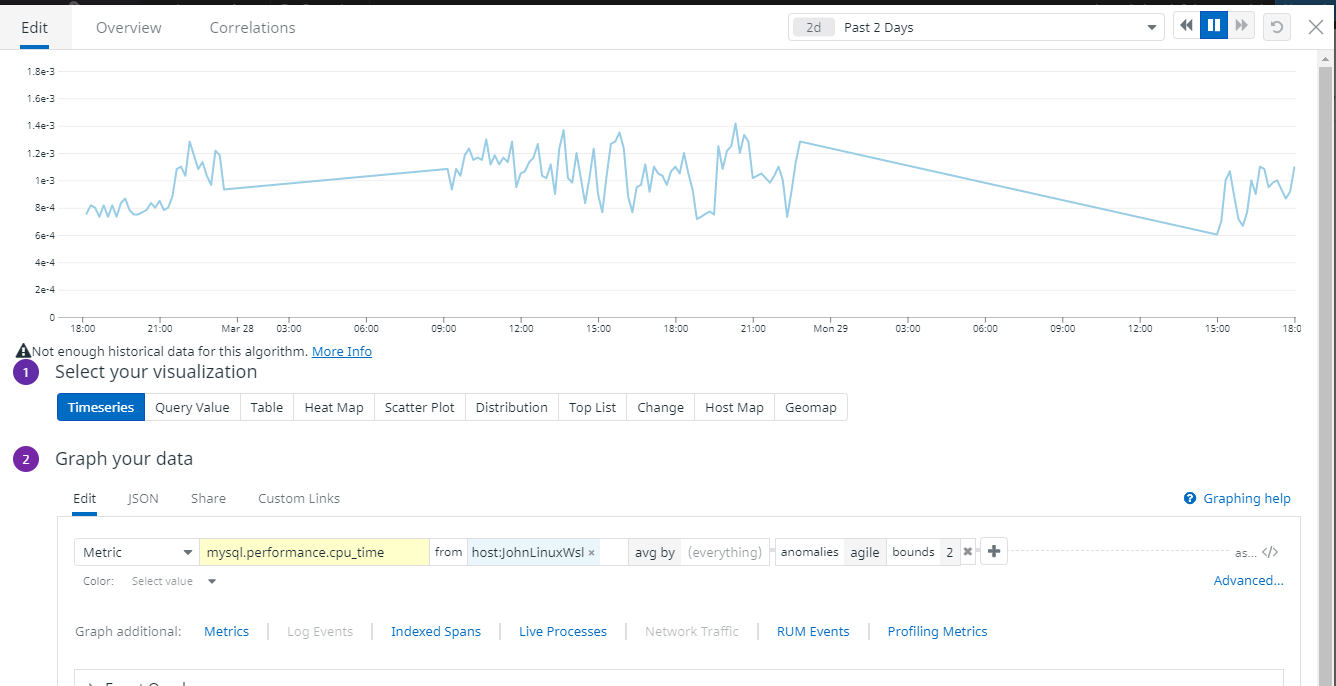 Edit Overview Correlations 2d Past 2 Days
1.8e-3
1.6e-3
1.4e-3
1.2e-3
1e-3
8e-4
6e-4
4e-4
2e-4
0
18:00 21:00 Mar 28 03:00 06:00 09:00 12:00 15:00 18:00 21:00 Mon 29 03:00 06:00 09:00 12:00 15:00 18:0
Not enough historical data for this algorithm. More Info
1 Select your visualization
Timeseries Query Value Table Heat Map Scatter Plot Distribution Top List Change Host Map Geomap
2 Graph your data
Edit JSON Share Custom Links Graphing help
Metric mysql.performance.cpu_time from host:JohnLinuxWsl × avg by (everything) anomalies agile bounds 2 as... </>
Color: Select value Advanced...
Graph additional: Metrics Log Events Indexed Spans Live Processes Network Traffic RUM Events Profiling Metrics